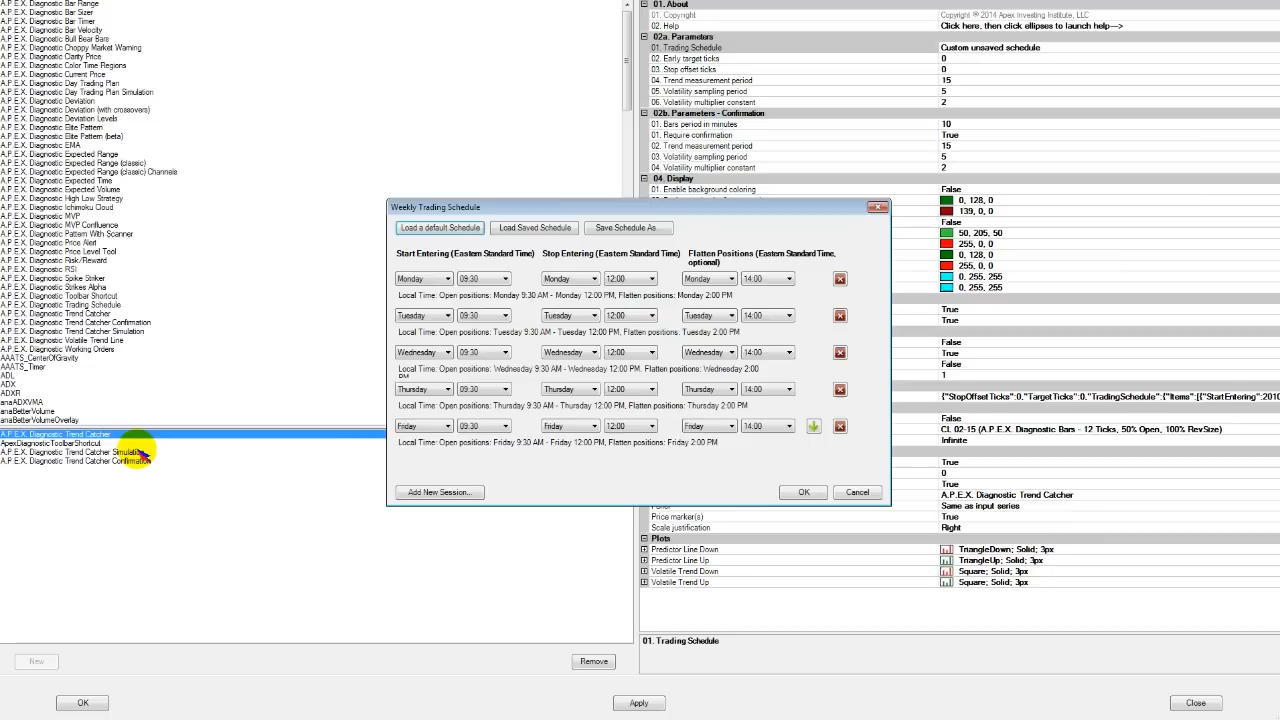 A.P.E.X. Diagnostic Bar Range
A.P.E.X. Diagnostic Bar Sizer
A.P.E.X. Diagnostic Bar Timer
A.P.E.X. Diagnostic Bar Velocity
A.P.E.X. Diagnostic Bull Bear Bars
A.P.E.X. Diagnostic Choppy Market Warning
A.P.E.X. Diagnostic Clarity Price
A.P.E.X. Diagnostic Color Time Regions
A.P.E.X. Diagnostic Current Price
A.P.E.X. Diagnostic Day Trading Plan
A.P.E.X. Diagnostic Day Trading Plan Simulation
A.P.E.X. Diagnostic Deviation
A.P.E.X. Diagnostic Deviation (with crossovers)
A.P.E.X. Diagnostic Deviation Levels
A.P.E.X. Diagnostic Elite Pattern
A.P.E.X. Diagnostic Elite Pattern (beta)
A.P.E.X. Diagnostic EMA
A.P.E.X. Diagnostic Expected Range
A.P.E.X. Diagnostic Expected Range (classic)
A.P.E.X. Diagnostic Expected Range (classic) Channels
A.P.E.X. Diagnostic Expected Time
A.P.E.X. Diagnostic Expected Volume
A.P.E.X. Diagnostic High Low Strategy
A.P.E.X. Diagnostic Ichimoku Cloud
A.P.E.X. Diagnostic MVP
A.P.E.X. Diagnostic MVP Confluence
A.P.E.X. Diagnostic Pattern With Scanner
A.P.E.X. Diagnostic Price Alert
A.P.E.X. Diagnostic Price Level Tool
A.P.E.X. Diagnostic Risk/Reward
A.P.E.X. Diagnostic RSI
A.P.E.X. Diagnostic Spike Striker
A.P.E.X. Diagnostic Strikes Alpha
A.P.E.X. Diagnostic Toolbar Shortcut
A.P.E.X. Diagnostic Trading Schedule
A.P.E.X. Diagnostic Trend Catcher
A.P.E.X. Diagnostic Trend Catcher Confirmation
A.P.E.X. Diagnostic Trend Catcher Simulation
A.P.E.X. Diagnostic Volatile Trend Line
A.P.E.X. Diagnostic Working Orders
AAATS_CenterOfGravity
AAATS_Timer
ADL
ADX
ADXR
anaADXVMA
anaBetterVolume
anaBetterVolumeOverlay
A.P.E.X. Diagnostic Trend Catcher
ApexDiagnosticToolbarShortcut
A.P.E.X. Diagnostic Trend Catcher Simulation
A.P.E.X. Diagnostic Trend Catcher Confirmation
New
Remove
OK
Apply
Close
Weekly Trading Schedule
Load a default Schedule
Load Saved Schedule
Save Schedule As...
Start Entering (Eastern Standard Time)
Stop Entering (Eastern Standard Time)
Flatten Positions (Eastern Standard Time, optional)
Monday 09:30 Monday 12:00 Monday 14:00
Local Time: Open positions: Monday 9:30 AM - Monday 12:00 PM, Flatten positions: Monday 2:00 PM
Tuesday 09:30 Tuesday 12:00 Tuesday 14:00
Local Time: Open positions: Tuesday 9:30 AM - Tuesday 12:00 PM, Flatten positions: Tuesday 2:00 PM
Wednesday 09:30 Wednesday 12:00 Wednesday 14:00
Local Time: Open positions: Wednesday 9:30 AM - Wednesday 12:00 PM, Flatten positions: Wednesday 2:00
PM
Thursday 09:30 Thursday 12:00 Thursday 14:00
Local Time: Open positions: Thursday 9:30 AM - Thursday 12:00 PM, Flatten positions: Thursday 2:00 PM
Friday 09:30 Friday 12:00 Friday 14:00
Local Time: Open positions: Friday 9:30 AM - Friday 12:00 PM, Flatten positions: Friday 2:00 PM
Add New Session...
OK
Cancel
01. About
01. Copyright Copyright ® 2014 Apex Investing Institute, LLC
02. Help Click here, then click ellipses to launch help--->
02a. Parameters
01. Trading Schedule Custom unsaved schedule
02. Early target ticks 0
03. Stop offset ticks 0
04. Trend measurement period 15
05. Volatility sampling period 5
06. Volatility multiplier constant 2
02b. Parameters - Confirmation
01. Bars period in minutes 10
01. Require confirmation True
02. Trend measurement period 15
03. Volatility sampling period 5
04. Volatility multiplier constant 2
04. Display
01. Enable background coloring False
0, 128, 0
139, 0, 0
False
50, 205, 50
255, 0, 0
0, 128, 0
255, 0, 0
0, 255, 255
0, 255, 255
True
True
False
True
False
1
{"StopOffsetTicks":0,"TargetTicks":0,"TradingSchedule":{"Items":[{"StartEntering":"2010
False
CL 02-15 (A.P.E.X. Diagnostic Bars - 12 Ticks, 50% Open, 100% RevSize)
Infinite
True
0
True
A.P.E.X. Diagnostic Trend Catcher
Same as input series
Price marker(s) True
Scale justification Right
Plots
Predictor Line Down TriangleDown; Solid; 3px
Predictor Line Up TriangleUp; Solid; 3px
Volatile Trend Down Square; Solid; 3px
Volatile Trend Up Square; Solid; 3px
01. Trading Schedule